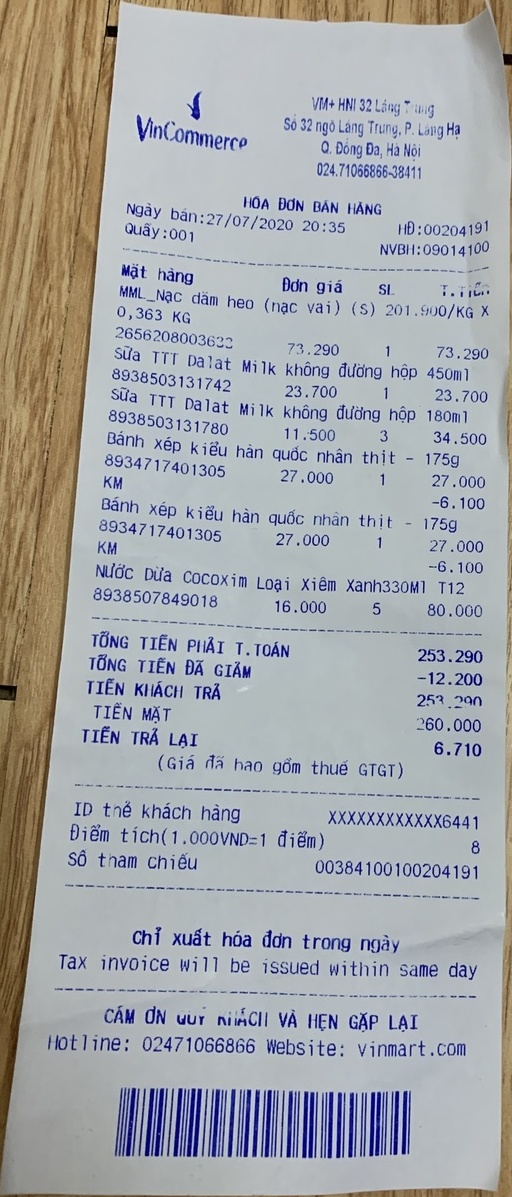 VinCommerce
VM+ HNI 32 Láng Trung
Số 32 ngõ Láng Trung, P. Láng Hạ
Q. Đống Đa, Hà Nội
024.71066866-38411
HÓA ĐƠN BÁN HÀNG
Ngày bán:27/07/2020 20:35 HĐ:00204191
Quầy:001 NVBH:09014100
Mặt hàng Đơn giá SL T.Tiền
MML_Nạc dăm heo (nạc vai) (S) 201.900/KG X
0,363 KG
2656208003633 73.290 1 73.290
Sữa TTT Dalat Milk không đường hộp 450ml
8938503131742 23.700 1 23.700
Sữa TTT Dalat Milk không đường hộp 180ml
8938503131780 11.500 3 34.500
Bánh xếp kiểu hàn quốc nhân thịt - 175g
8934717401305 27.000 1 27.000
KM -6.100
Bánh xếp kiểu hàn quốc nhân thịt - 175g
8934717401305 27.000 1 27.000
KM -6.100
Nước Dừa Cocoxim Loại Xiêm Xanh330Ml T12
8938507849018 16.000 5 80.000
TỔNG TIỀN PHẢI T.TOÁN 253.290
TỔNG TIỀN ĐÃ GIẢM -12.200
TIỀN KHÁCH TRẢ 253.290
TIỀN MẶT 260.000
TIỀN TRẢ LẠI 6.710
(Giá đã bao gồm thuế GTGT)
ID thẻ khách hàng XXXXXXXXXXXX6441
Điểm tích(1.000VND=1 điểm) 8
Số tham chiếu 00384100100204191
Chỉ xuất hóa đơn trong ngày
Tax invoice will be issued within same day
CẢM ƠN QUÝ KHÁCH VÀ HẸN GẶP LẠI
Hotline: 02471066866 Website: vinmart.com